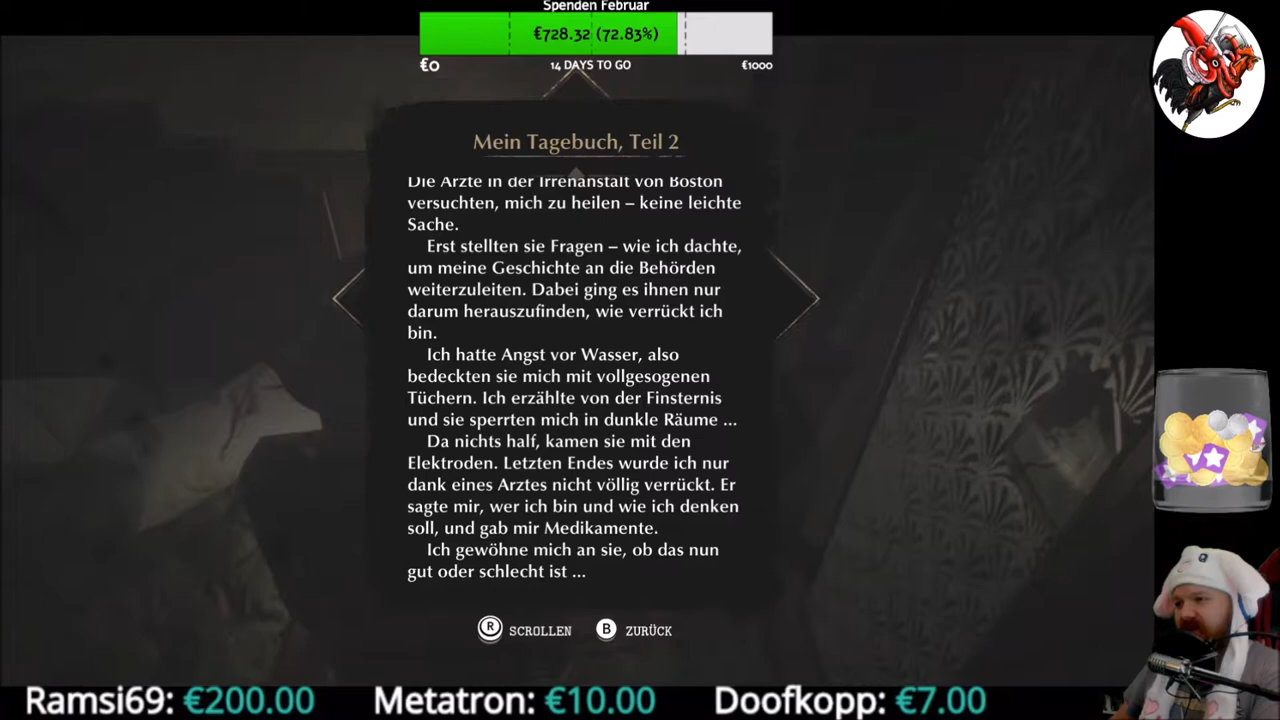 Spenden Februar
€728.32 (72.83%)
€0 14 DAYS TO GO €1000
Mein Tagebuch, Teil 2
Die Ärzte in der Irrenanstalt von Boston
versuchten, mich zu heilen – keine leichte
Sache.
Erst stellten sie Fragen – wie ich dachte,
um meine Geschichte an die Behörden
weiterzuleiten. Dabei ging es ihnen nur
darum herauszufinden, wie verrückt ich
bin.
Ich hatte Angst vor Wasser, also
bedeckten sie mich mit vollgesogenen
Tüchern. Ich erzählte von der Finsternis
und sie sperrten mich in dunkle Räume ...
Da nichts half, kamen sie mit den
Elektroden. Letzten Endes wurde ich nur
dank eines Arztes nicht völlig verrückt. Er
sagte mir, wer ich bin und wie ich denken
soll, und gab mir Medikamente.
Ich gewöhne mich an sie, ob das nun
gut oder schlecht ist ...
R SCROLLEN B ZURÜCK
Ramsi69: €200.00 Metatron: €10.00 Doofkopp: €7.00